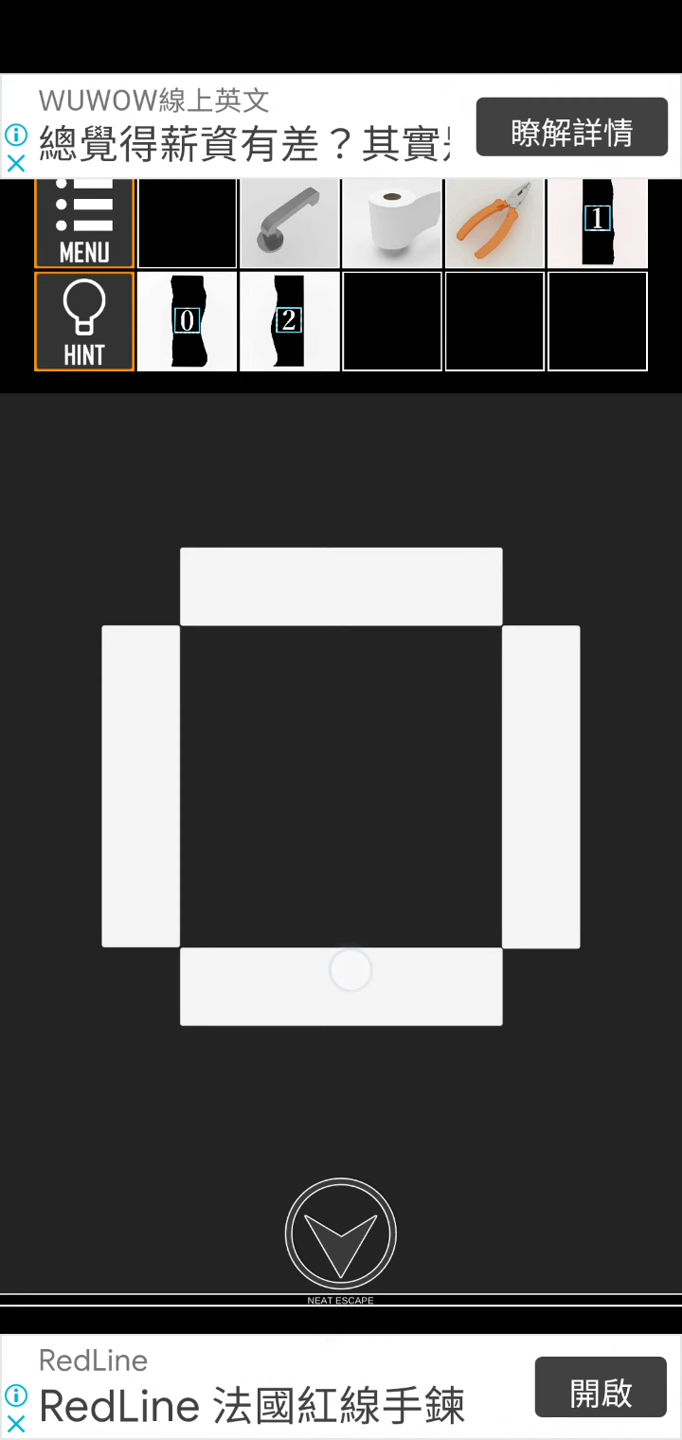 WUWOW線上英文
總覺得薪資有差？其實
瞭解詳情
MENU
1
HINT
0
2
NEAT ESCAPE
RedLine
RedLine 法國紅線手鍊
開啟